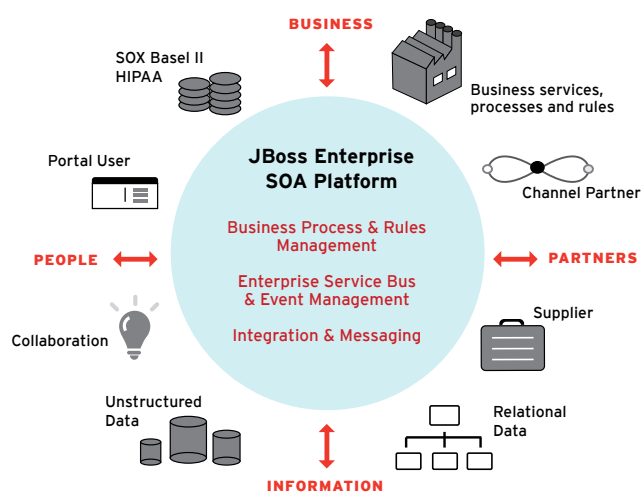 BUSINESS
SOX Basel II
HIPAA
Business services,
processes and rules
JBoss Enterprise
SOA Platform
Portal User
Channel Partner
Business Process & Rules
Management
PEOPLE
PARTNERS
Enterprise Service Bus
& Event Management
Supplier
Collaboration
Integration & Messaging
Unstructured
Data
Relational
Data
INFORMATION